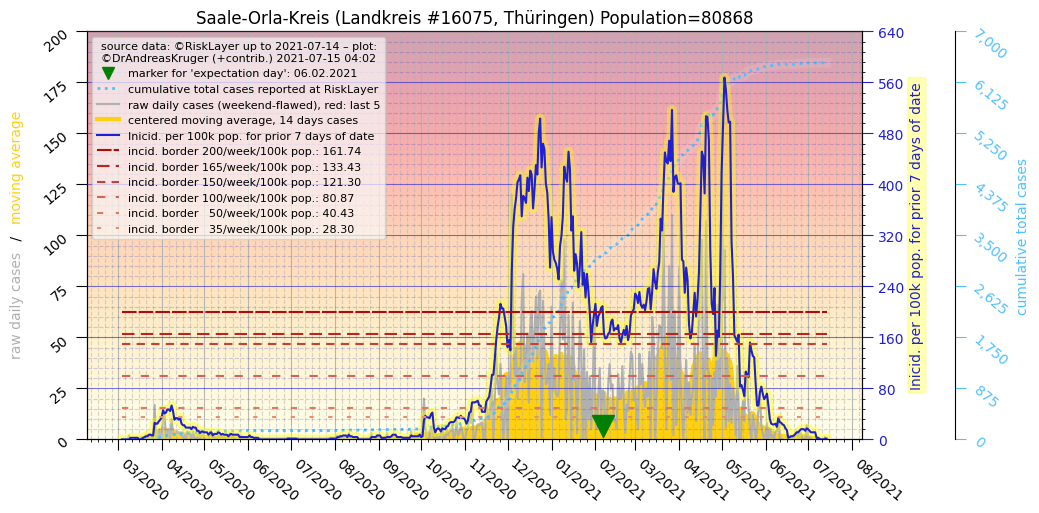 Saale-Orla-Kreis (Landkreis #16075, Thüringen) Population=80868
source data: ©RiskLayer up to 2021-07-14 – plot:
©DrAndreasKruger (+contrib.) 2021-07-15 04:02
marker for 'expectation day': 06.02.2021
cumulative total cases reported at RiskLayer
raw daily cases (weekend-flawed), red: last 5
centered moving average, 14 days cases
Inicid. per 100k pop. for prior 7 days of date
incid. border 200/week/100k pop.: 161.74
incid. border 165/week/100k pop.: 133.43
incid. border 150/week/100k pop.: 121.30
incid. border 100/week/100k pop.: 80.87
incid. border   50/week/100k pop.: 40.43
incid. border   35/week/100k pop.: 28.30
raw daily cases   /   moving average
200
175
150
125
100
75
50
25
0
03/2020
04/2020
05/2020
06/2020
07/2020
08/2020
09/2020
10/2020
11/2020
12/2020
01/2021
02/2021
03/2021
04/2021
05/2021
06/2021
07/2021
08/2021
640
560
480
400
320
240
160
80
0
Inicid. per 100k pop. for prior 7 days of date
7,000
6,125
5,250
4,375
3,500
2,625
1,750
875
0
cumulative total cases